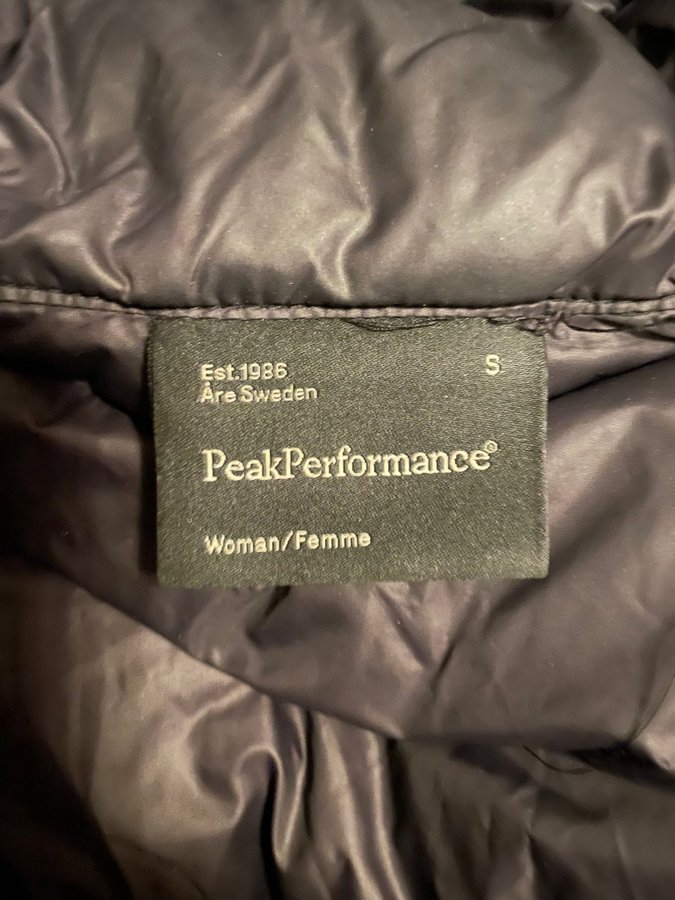 Est.1986
Åre Sweden
S
PeakPerformance®
Woman/Femme